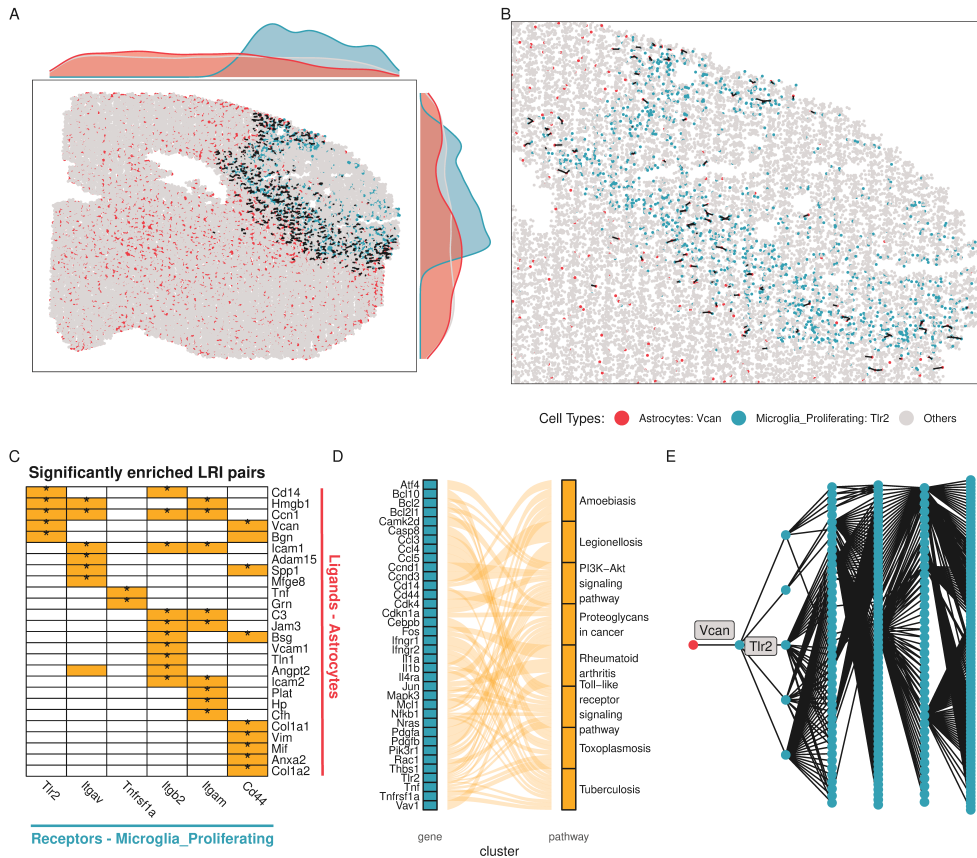 A
B
Cell Types:
Astrocytes: Vcan
Microglia_Proliferating: Tlr2
Others
C
Significantly enriched LRI pairs
* *
* * *
* * * *
* *
*
* * *
*
* *
*
*
*
* *
* *
* *
*
*
* *
*
*
*
*
*
*
*
*
Cd14
Hmgb1
Ccn1
Vcan
Bgn
Icam1
Adam15
Spp1
Mfge8
Tnf
Grn
C3
Jam3
Bsg
Vcam1
Tln1
Angpt2
Icam2
Plat
Hp
Cfh
Col1a1
Vim
Mif
Anxa2
Col1a2
Ligands - Astrocytes
Tlr2
Itgav
Tnfrsf1a
Itgb2
Itgam
Cd44
Receptors - Microglia_Proliferating
D
Atf4
Bcl10
Bcl2
Bcl2l1
Camk2d
Casp8
Ccl3
Ccl4
Ccl5
Ccnd1
Ccnd3
Cd14
Cd44
Cdk4
Cdkn1a
Cebpb
Fos
Ifngr1
Ifngr2
Il1a
Il1b
Il4ra
Jun
Mapk3
Mcl1
Nfkb1
Nras
Pdgfa
Pdgfb
Pik3r1
Rac1
Thbs1
Tlr2
Tnf
Tnfrsf1a
Vav1
Amoebiasis
Legionellosis
PI3K−Akt
signaling
pathway
Proteoglycans
in cancer
Rheumatoid
arthritis
Toll−like
receptor
signaling
pathway
Toxoplasmosis
Tuberculosis
gene
pathway
cluster
E
Vcan
Tlr2